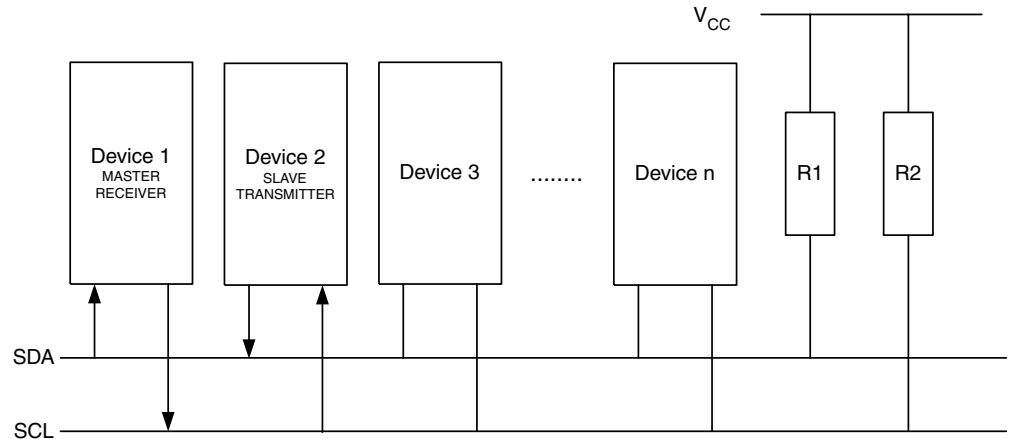 VCC
Device 1
MASTER
RECEIVER
Device 2
SLAVE
TRANSMITTER
Device 3
........
Device n
R1
R2
SDA
SCL